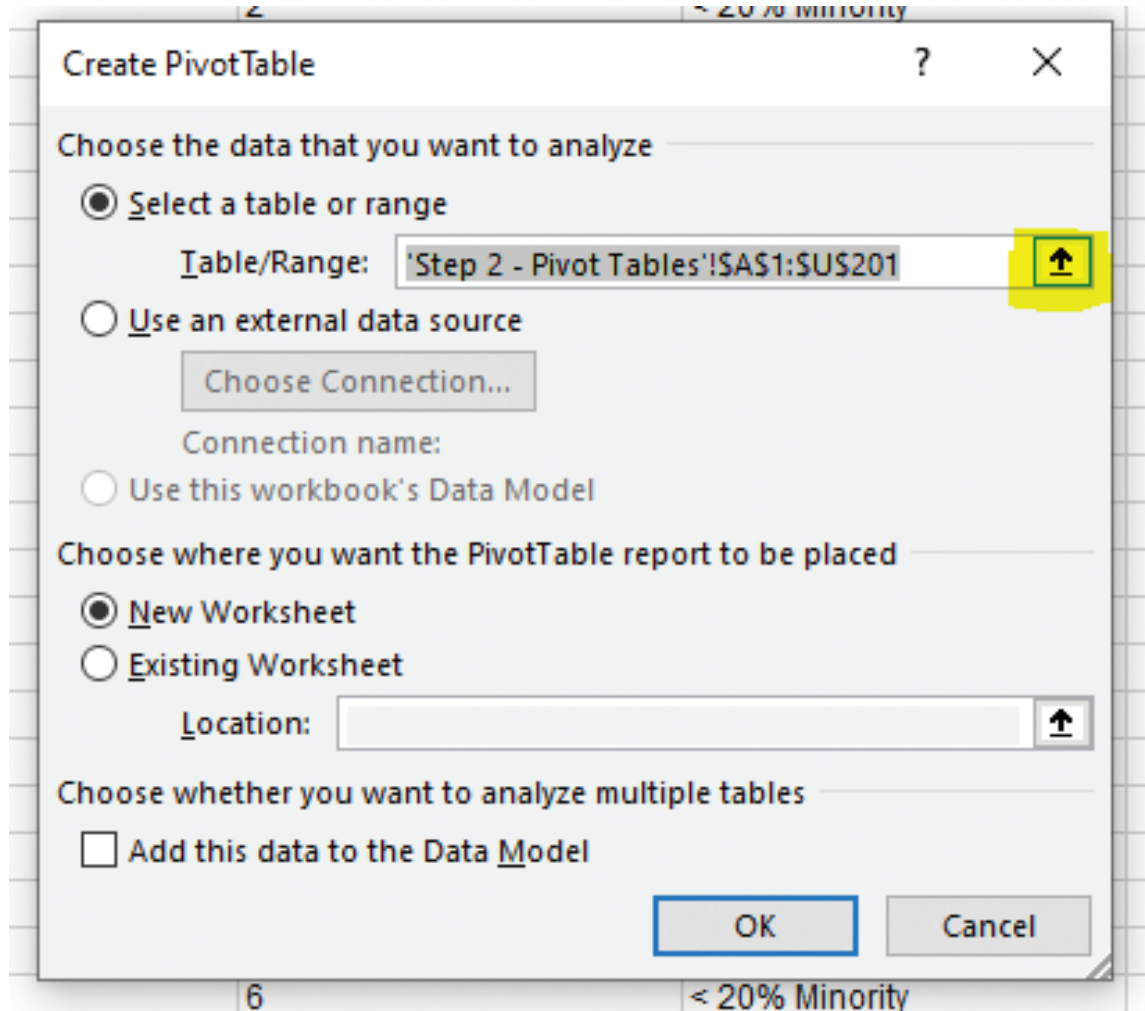 2 < 20% Minority
Create PivotTable ? ×
Choose the data that you want to analyze
Select a table or range
Table/Range: 'Step 2 - Pivot Tables'!$A$1:$U$201
Use an external data source
Choose Connection...
Connection name:
Use this workbook's Data Model
Choose where you want the PivotTable report to be placed
New Worksheet
Existing Worksheet
Location:
Choose whether you want to analyze multiple tables
Add this data to the Data Model
OK Cancel
6 < 20% Minority